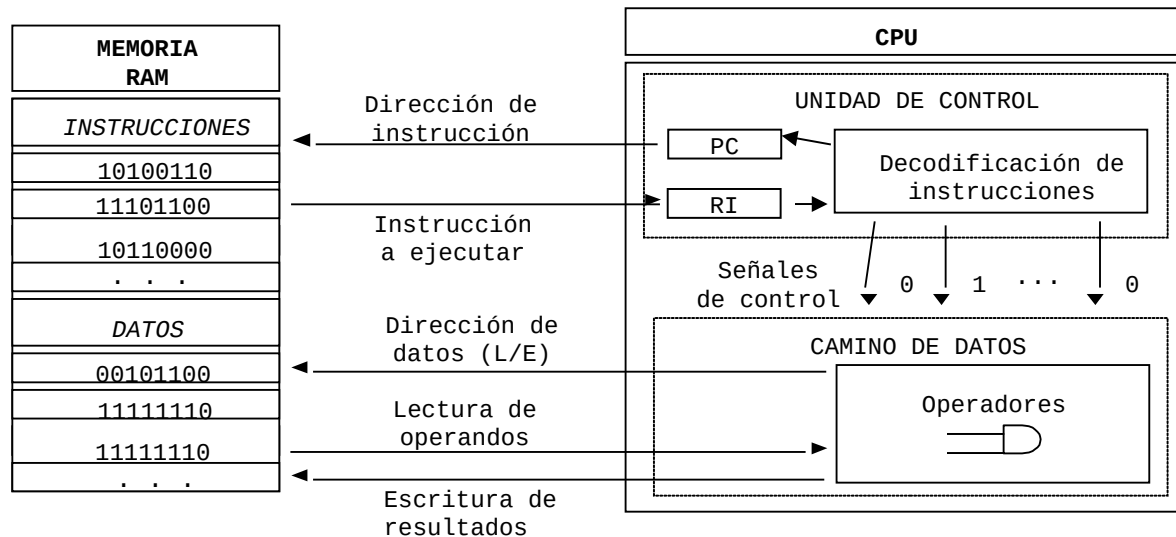 MEMORIA
RAM
INSTRUCCIONES
10100110
11101100
10110000
. . .
DATOS
00101100
11111110
11111110
. . .
Dirección de
instrucción
Instrucción
a ejecutar
Dirección de
datos (L/E)
Lectura de
operandos
Escritura de
resultados
CPU
UNIDAD DE CONTROL
PC
RI
Decodificación de
instrucciones
Señales
de control
0 1 ... 0
CAMINO DE DATOS
Operadores